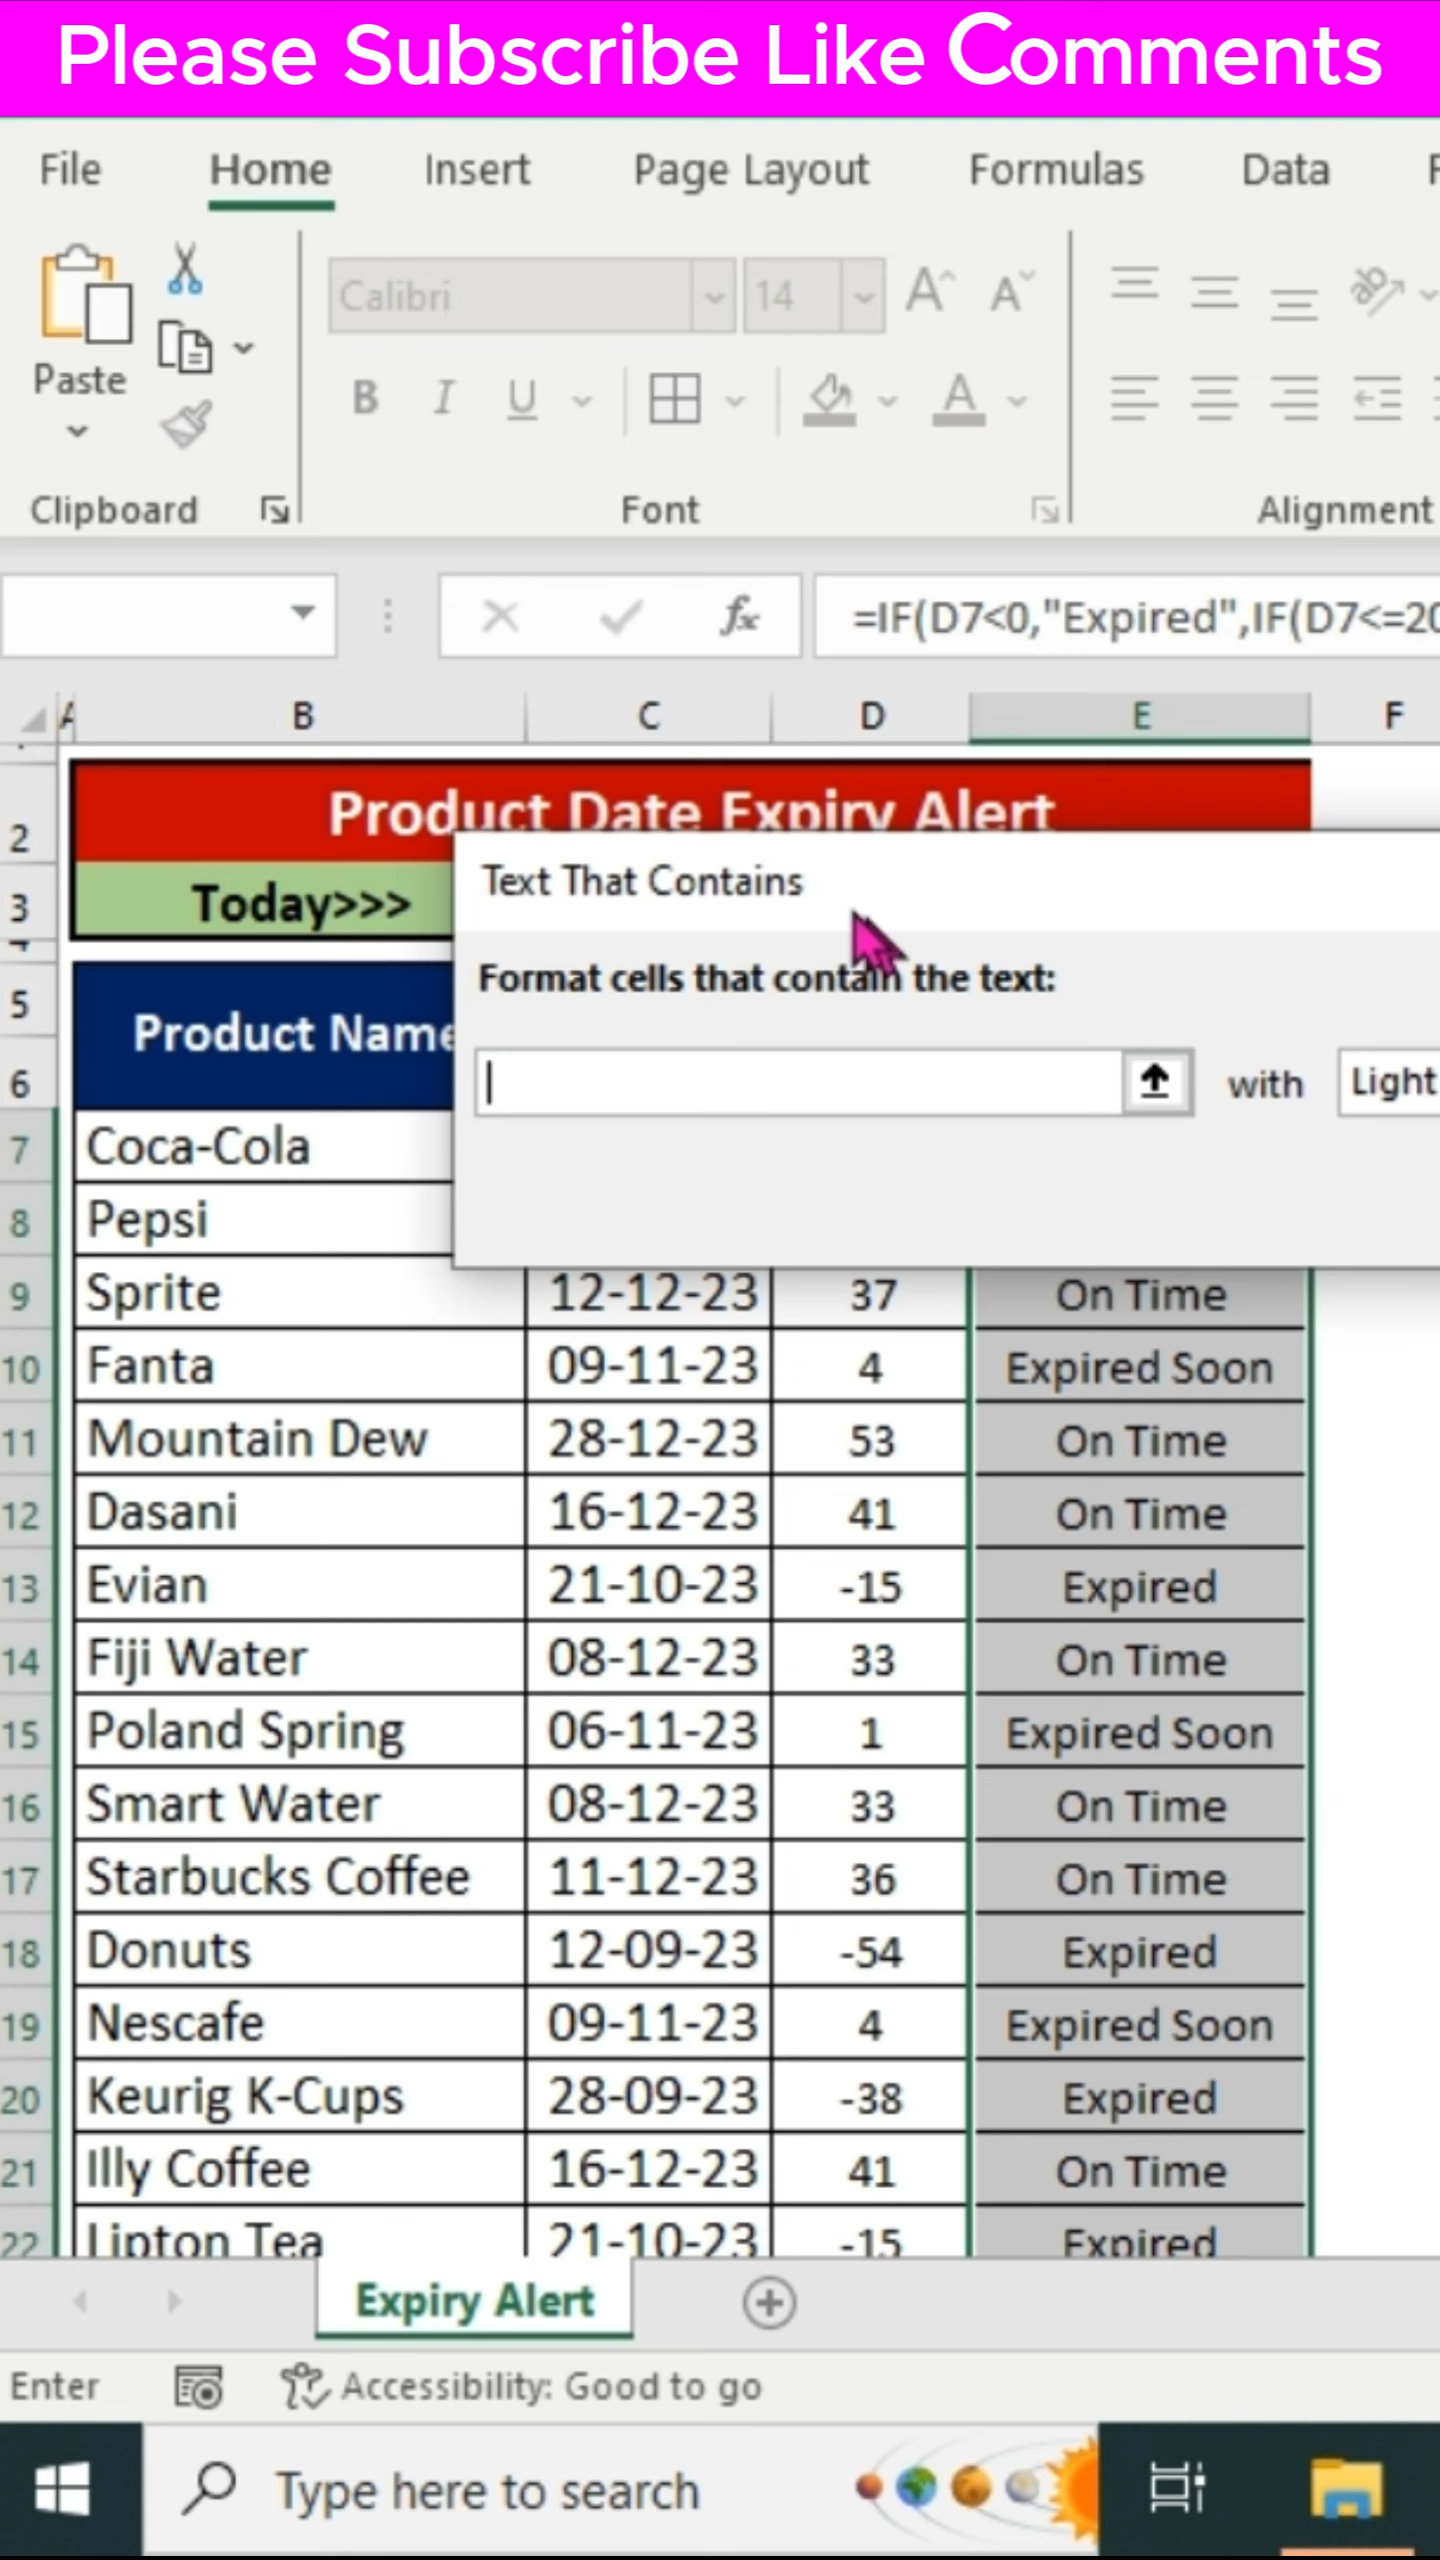 Please Subscribe Like Comments
File Home Insert Page Layout Formulas Data
Calibri 14
Paste
B I U A
Clipboard Font Alignment
fx =IF(D7<0,"Expired",IF(D7<=20
A B C D E F
2 Product Date Expiry Alert
3 Today>>>
Text That Contains
Format cells that contain the text:
with Light
5
Product Name
6
7 Coca-Cola
8 Pepsi
9 Sprite 12-12-23 37 On Time
10 Fanta 09-11-23 4 Expired Soon
11 Mountain Dew 28-12-23 53 On Time
12 Dasani 16-12-23 41 On Time
13 Evian 21-10-23 -15 Expired
14 Fiji Water 08-12-23 33 On Time
15 Poland Spring 06-11-23 1 Expired Soon
16 Smart Water 08-12-23 33 On Time
17 Starbucks Coffee 11-12-23 36 On Time
18 Donuts 12-09-23 -54 Expired
19 Nescafe 09-11-23 4 Expired Soon
20 Keurig K-Cups 28-09-23 -38 Expired
21 Illy Coffee 16-12-23 41 On Time
22 Lipton Tea 21-10-23 -15 Expired
Expiry Alert
Enter Accessibility: Good to go
Type here to search